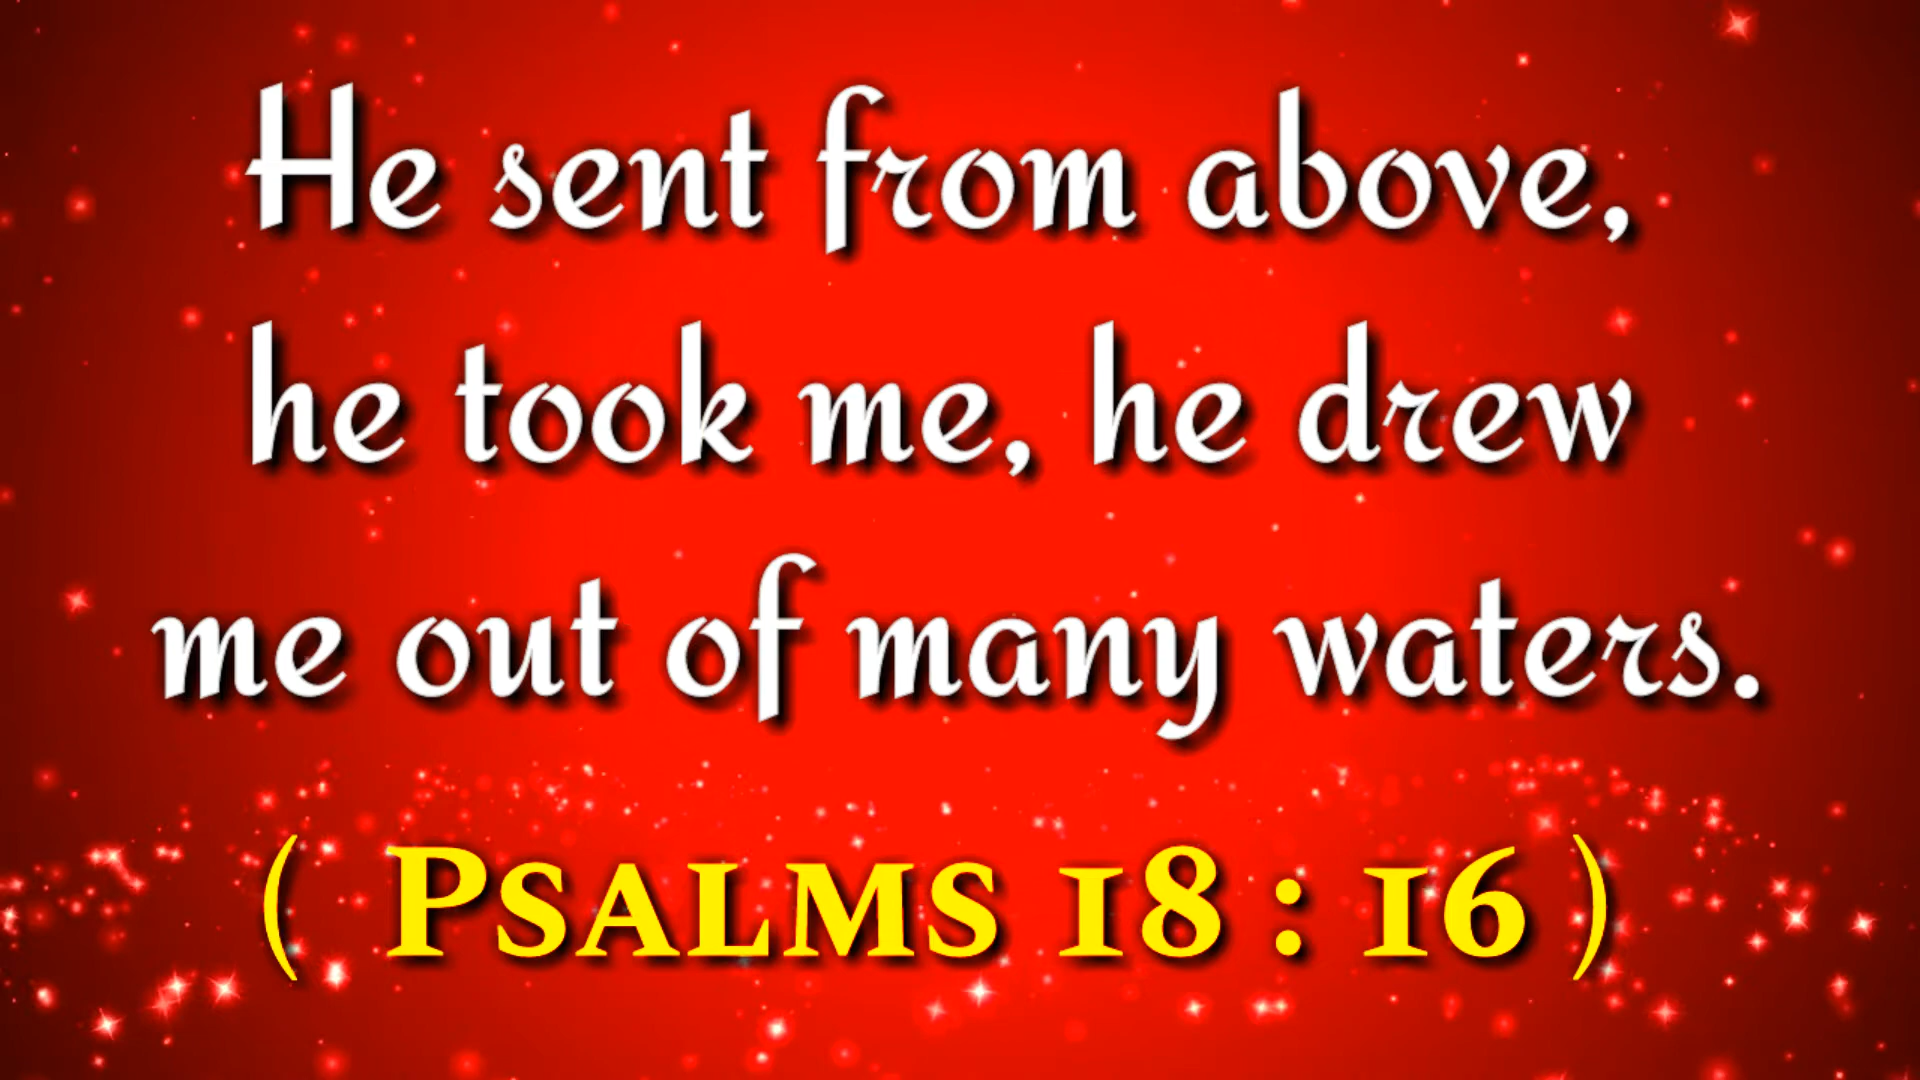 He sent from above,
he took me, he drew
me out of many waters.
( Psalms 18 : 16 )